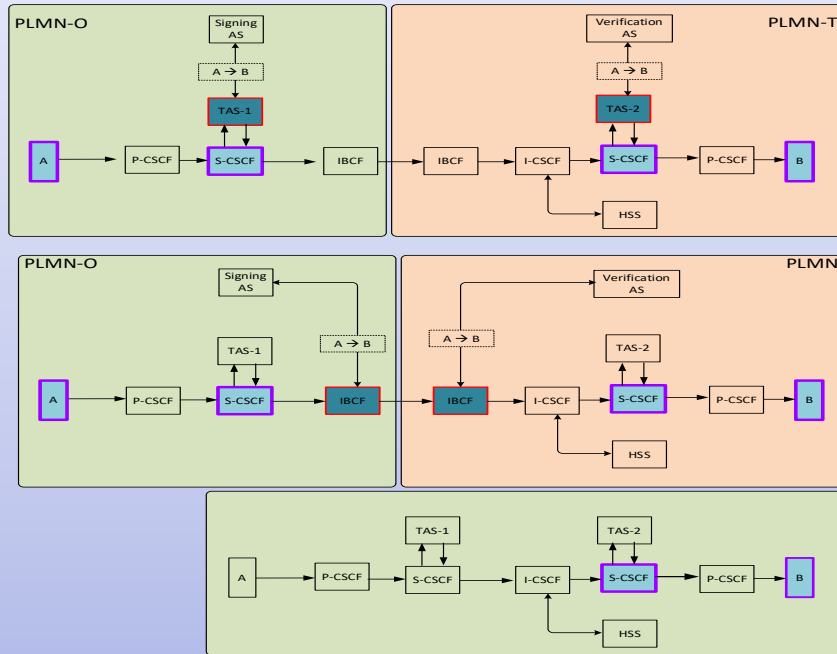 PLMN-O
PLMN-T
Signing
AS
Verification
AS
A → B
A → B
TAS-1
TAS-2
A
P-CSCF
S-CSCF
IBCF
IBCF
I-CSCF
S-CSCF
P-CSCF
B
HSS
PLMN-O
PLMN
Signing
AS
Verification
AS
A → B
A → B
TAS-1
TAS-2
A
P-CSCF
S-CSCF
IBCF
IBCF
I-CSCF
S-CSCF
P-CSCF
B
HSS
TAS-1
TAS-2
A
P-CSCF
S-CSCF
I-CSCF
S-CSCF
P-CSCF
B
HSS